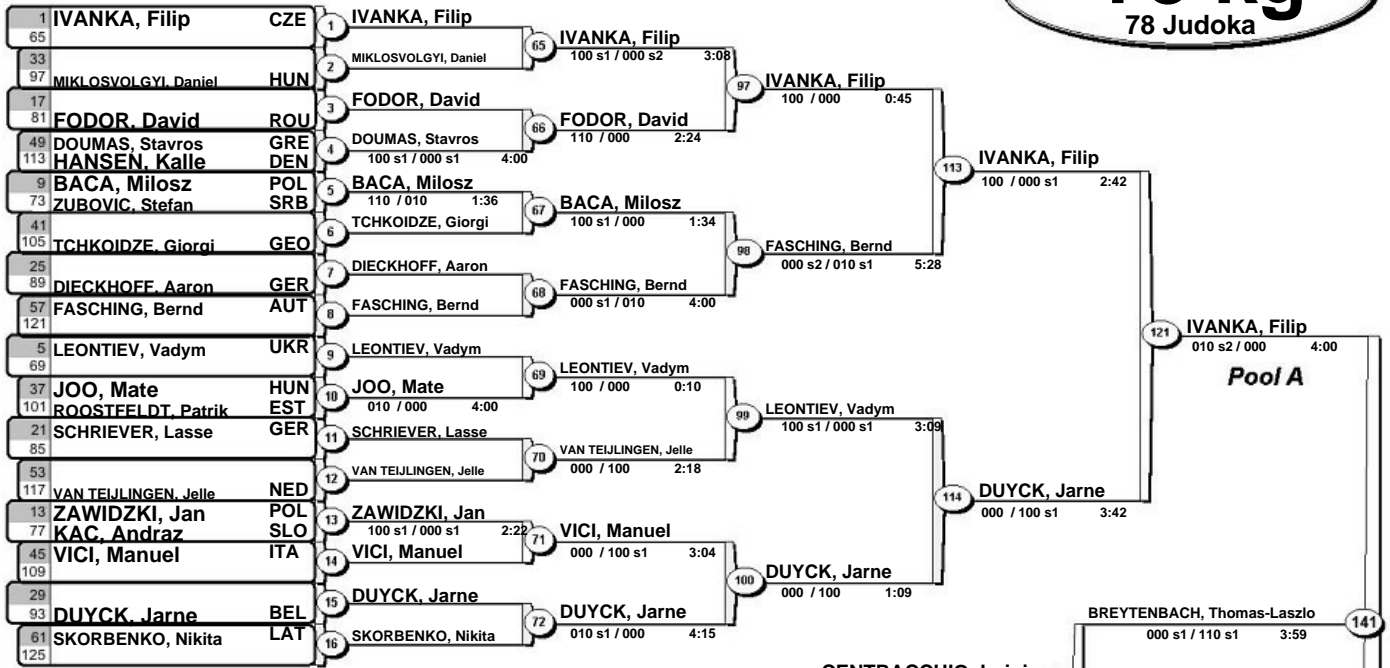 78 Judoka
1 IVANKA, Filip CZE
65
33
97 MIKLOSVOLGYI, Daniel HUN
17
81 FODOR, David ROU
49 DOUMAS, Stavros GRE
113 HANSEN, Kalle DEN
9 BACA, Milosz POL
73 ZUBOVIC, Stefan SRB
41
105 TCHKOIDZE, Giorgi GEO
25
89 DIECKHOFF, Aaron GER
57 FASCHING, Bernd AUT
121
5 LEONTIEV, Vadym UKR
69
37 JOO, Mate HUN
101 ROOSTFELDT, Patrik EST
21 SCHRIEVER, Lasse GER
85
53
117 VAN TEIJLINGEN, Jelle NED
13 ZAWIDZKI, Jan POL
77 KAC, Andraz SLO
45 VICI, Manuel ITA
109
29
93 DUYCK, Jarne BEL
61 SKORBENKO, Nikita LAT
125
1 IVANKA, Filip
2 MIKLOSVOLGYI, Daniel
3 FODOR, David
4 DOUMAS, Stavros
100 s1 / 000 s1 4:00
5 BACA, Milosz
110 / 010 1:36
6 TCHKOIDZE, Giorgi
7 DIECKHOFF, Aaron
8 FASCHING, Bernd
9 LEONTIEV, Vadym
10 JOO, Mate
010 / 000 4:00
11 SCHRIEVER, Lasse
12 VAN TEIJLINGEN, Jelle
13 ZAWIDZKI, Jan
100 s1 / 000 s1 2:22
14 VICI, Manuel
15 DUYCK, Jarne
16 SKORBENKO, Nikita
65 IVANKA, Filip
100 s1 / 000 s2 3:08
66 FODOR, David
110 / 000 2:24
67 BACA, Milosz
100 s1 / 000 1:34
68 FASCHING, Bernd
000 s1 / 010 4:00
69 LEONTIEV, Vadym
100 / 000 0:10
70 VAN TEIJLINGEN, Jelle
000 / 100 2:18
71 VICI, Manuel
000 / 100 s1 3:04
72 DUYCK, Jarne
010 s1 / 000 4:15
97 IVANKA, Filip
100 / 000 0:45
98 FASCHING, Bernd
000 s2 / 010 s1 5:28
99 LEONTIEV, Vadym
100 s1 / 000 s1 3:09
100 DUYCK, Jarne
000 / 100 1:09
113 IVANKA, Filip
100 / 000 s1 2:42
114 DUYCK, Jarne
000 / 100 s1 3:42
121 IVANKA, Filip
010 s2 / 000 4:00
Pool A
BREYTENBACH, Thomas-Laszlo
000 s1 / 110 s1 3:59
141